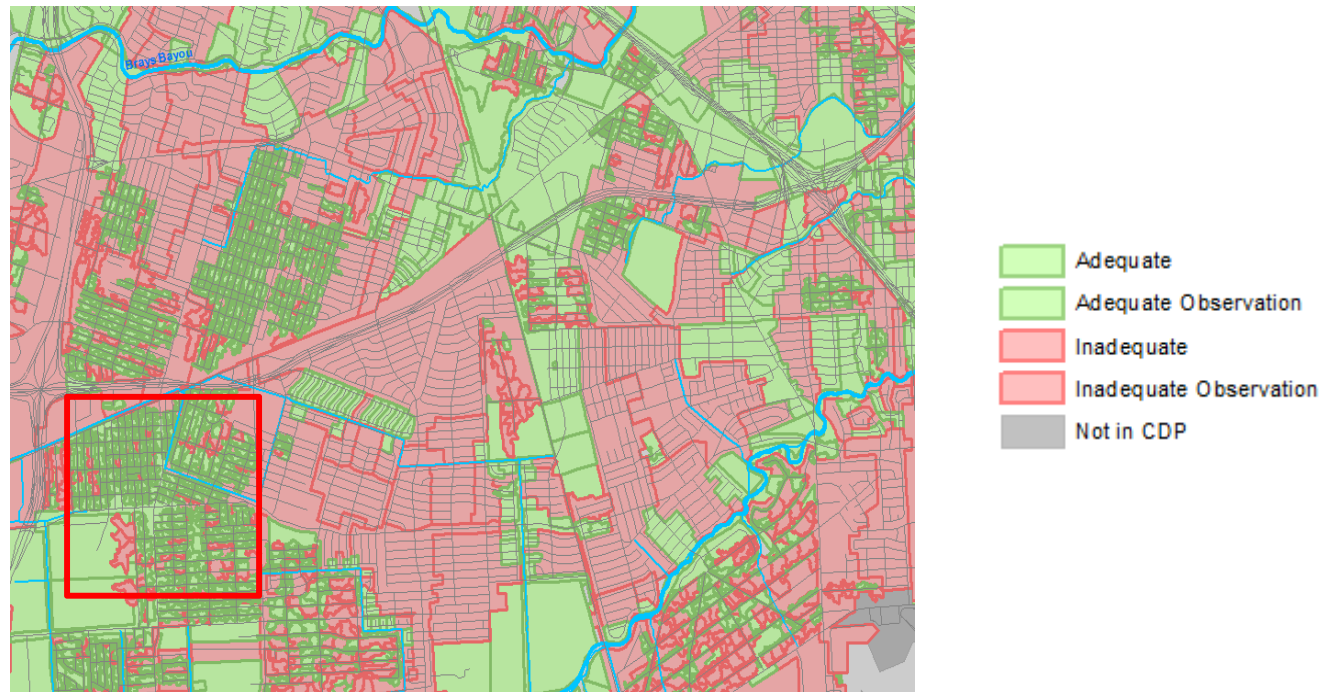 Brays Bayou
Adequate
Adequate Observation
Inadequate
Inadequate Observation
Not in CDP